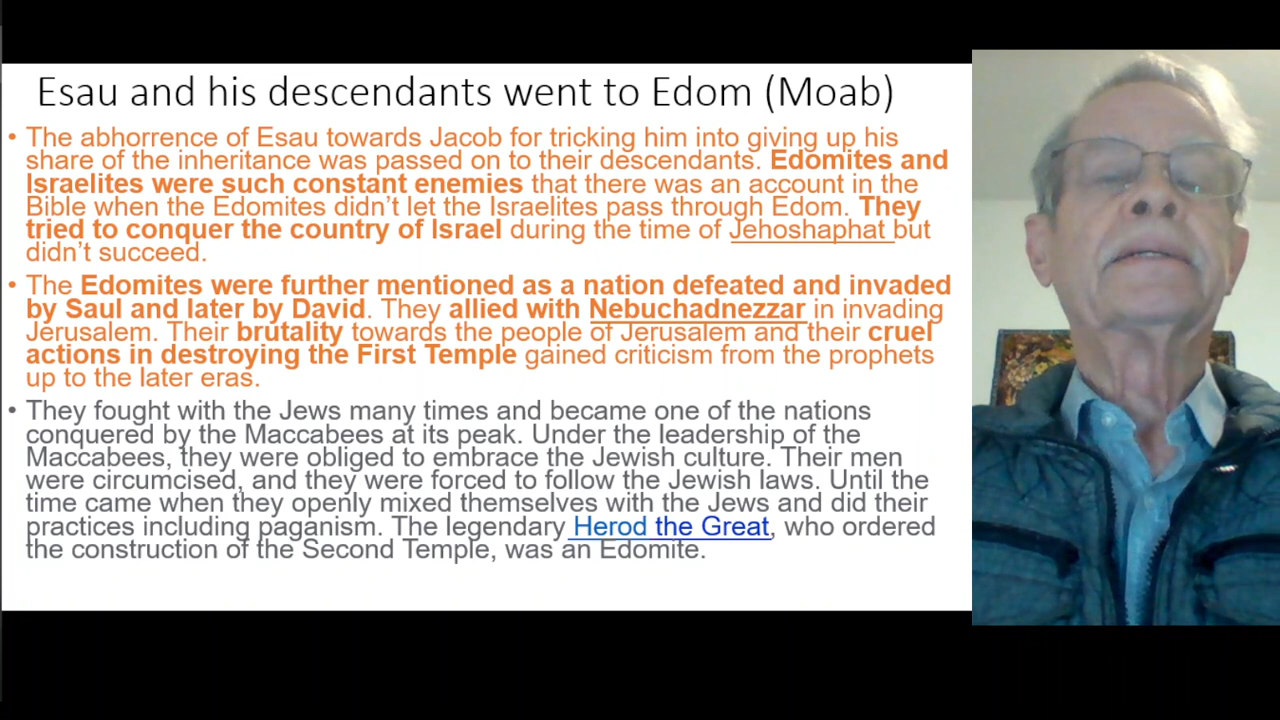 Esau and his descendants went to Edom (Moab)
• The abhorrence of Esau towards Jacob for tricking him into giving up his
share of the inheritance was passed on to their descendants. Edomites and
Israelites were such constant enemies that there was an account in the
Bible when the Edomites didn’t let the Israelites pass through Edom. They
tried to conquer the country of Israel during the time of Jehoshaphat but
didn’t succeed.
• The Edomites were further mentioned as a nation defeated and invaded
by Saul and later by David. They allied with Nebuchadnezzar in invading
Jerusalem. Their brutality towards the people of Jerusalem and their cruel
actions in destroying the First Temple gained criticism from the prophets
up to the later eras.
• They fought with the Jews many times and became one of the nations
conquered by the Maccabees at its peak. Under the leadership of the
Maccabees, they were obliged to embrace the Jewish culture. Their men
were circumcised, and they were forced to follow the Jewish laws. Until the
time came when they openly mixed themselves with the Jews and did their
practices including paganism. The legendary Herod the Great, who ordered
the construction of the Second Temple, was an Edomite.